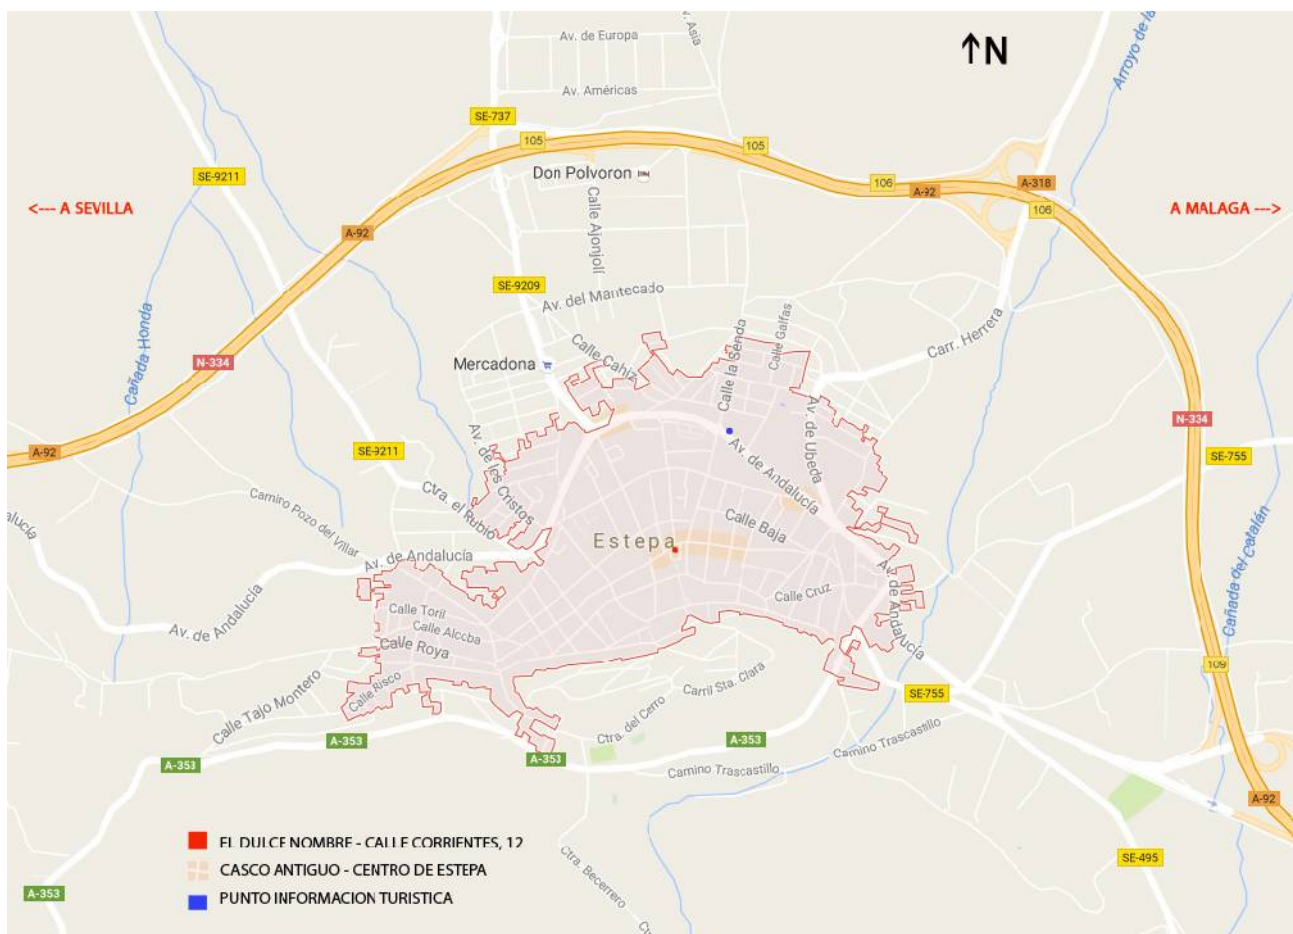 Av. de Europa
Asia
Arroyo de la
↑N
Av. Américas
SE-737
105
105
Don Polvoron
SE-9211
106
A-92
A-318
106
<--- A SEVILLA
A MALAGA --->
A-92
Calle Ajonjolí
SE-9209
Av. del Mantecado
Cañada Honda
N-334
Mercadona
Calle Cahiz
Calle la Senda
Calle Galfas
Carr. Herrera
Av. de Ubeda
N-334
A-92
SE-9211
SE-755
Av. de los Cristos
Av. de Andalucía
Ctra. el Rubio
Camino Pozo del Villar
Calle Baja
Estepa
Av. de Andalucía
Calle Toril
Calle Cruz
Av. de Andalucía
Cañada del Catalán
Av. de Andalucía
Calle Alcoba
Calle Roya
Calle Risco
Calle Tajo Montero
Carril Sta. Clara
SE-755
109
Ctra. del Cerro
A-353
A-353
A-353
A-353
Camino Trascastillo
Camino Trascastillo
A-92
EL DULCE NOMBRE - CALLE CORRIENTES, 12
CASCO ANTIGUO - CENTRO DE ESTEPA
PUNTO INFORMACION TURISTICA
Ctra. Becerrero
SE-495
A-353